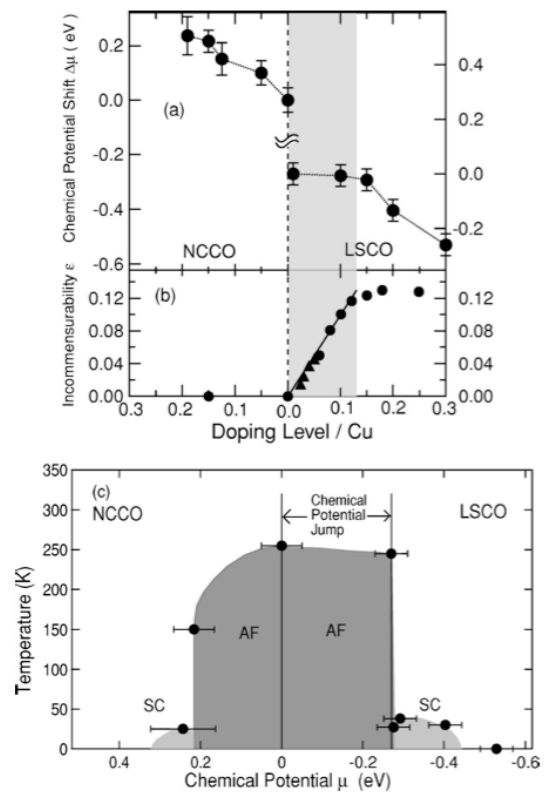 Chemical Potential Shift Δμ ( eV )
0.2
0.0
-0.2
-0.4
-0.6
(a)
0.4
0.2
0.0
-0.2
NCCO
LSCO
Incommensurability ε
(b)
0.12
0.08
0.04
0.00
0.12
0.08
0.04
0.00
0.3 0.2 0.1 0.0 0.1 0.2 0.3
Doping Level / Cu
(c)
NCCO
Chemical
Potential
Jump
LSCO
Temperature (K)
350
300
250
200
150
100
50
0
AF
AF
SC
SC
0.4 0.2 0 -0.2 -0.4 -0.6
Chemical Potential μ (eV)